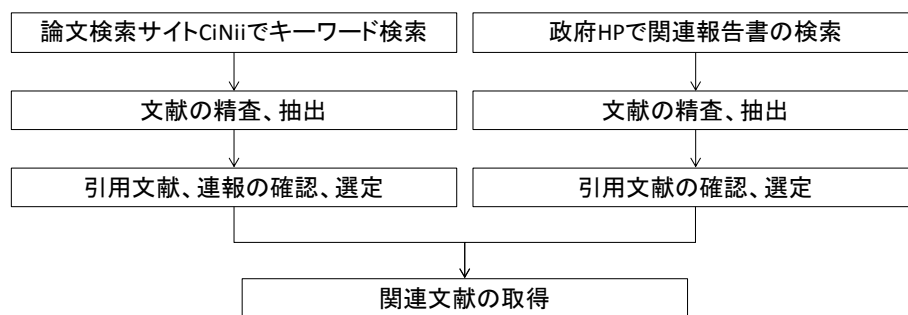 論文検索サイトCiNiiでキーワード検索
政府HPで関連報告書の検索
文献の精査、抽出
文献の精査、抽出
引用文献、連報の確認、選定
引用文献の確認、選定
関連文献の取得